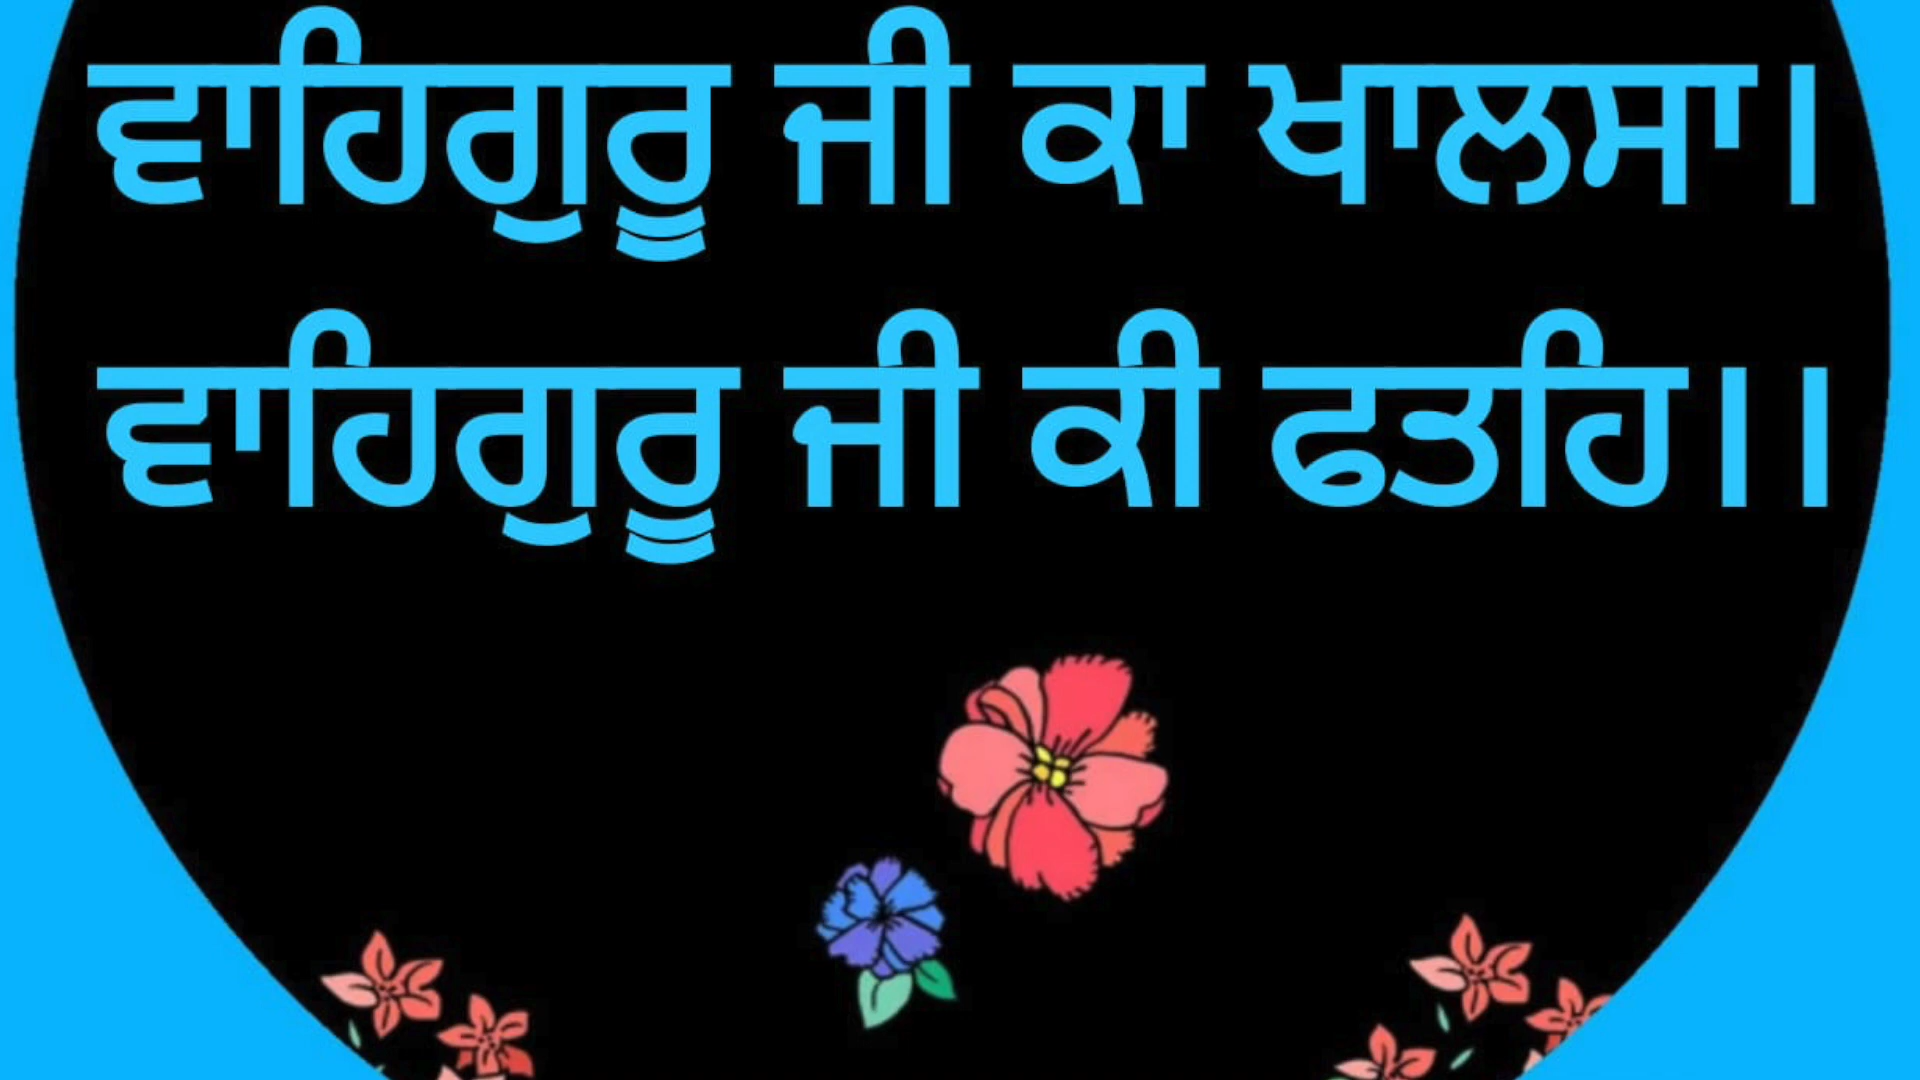 ਵਾਹਿਗੁਰੂ ਜੀ ਕਾ ਖਾਲਸਾ।
ਵਾਹਿਗੁਰੂ ਜੀ ਕੀ ਫਤਹਿ।।